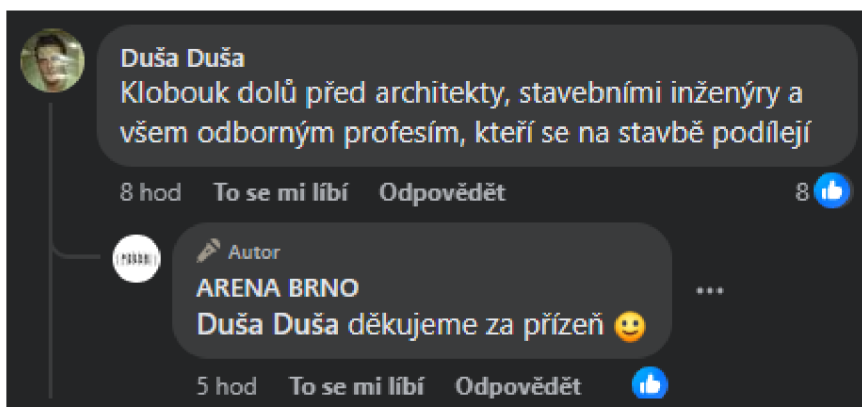 Duša Duša
Klobouk dolů před architekty, stavebními inženýry a
všem odborným profesím, kteří se na stavbě podílejí
8 hod To se mi líbí Odpovědět 8
Autor
ARENA BRNO
Duša Duša děkujeme za přízeň
5 hod To se mi líbí Odpovědět